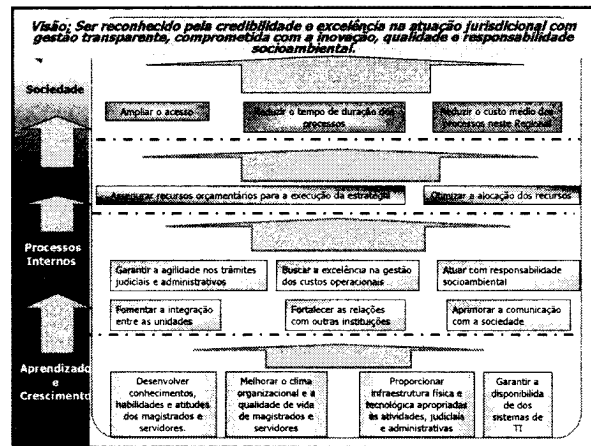 Visão: Ser reconhecido pela credibilidade e excelência na atuação jurisdicional com
gestão transparente, comprometida com a inovação, qualidade e responsabilidade
socioambiental.
Sociedade
Ampliar o acesso
Reduzir o tempo de duração dos
processos
Reduzir o custo médio dos
processos neste Regional
Assegurar recursos orçamentários para a execução da estratégia
Otimizar a alocação dos recursos
Processos
Internos
Garantir a agilidade nos trâmites
judiciais e administrativos
Buscar a excelência na gestão
dos custos operacionais
Atuar com responsabilidade
socioambiental
Fomentar a integração
entre as unidades
Fortalecer as relações
com outras instituições
Aprimorar a comunicação
com a sociedade
Aprendizado
e
Crescimento
Desenvolver
conhecimentos,
habilidades e atitudes
dos magistrados e
servidores.
Melhorar o clima
organizacional e a
qualidade de vida
de magistrados e
servidores
Proporcionar
infraestrutura física e
tecnológica apropriadas
às atividades, judiciais
e administrativas
Garantir a
disponibilida
de dos
sistemas de
TI